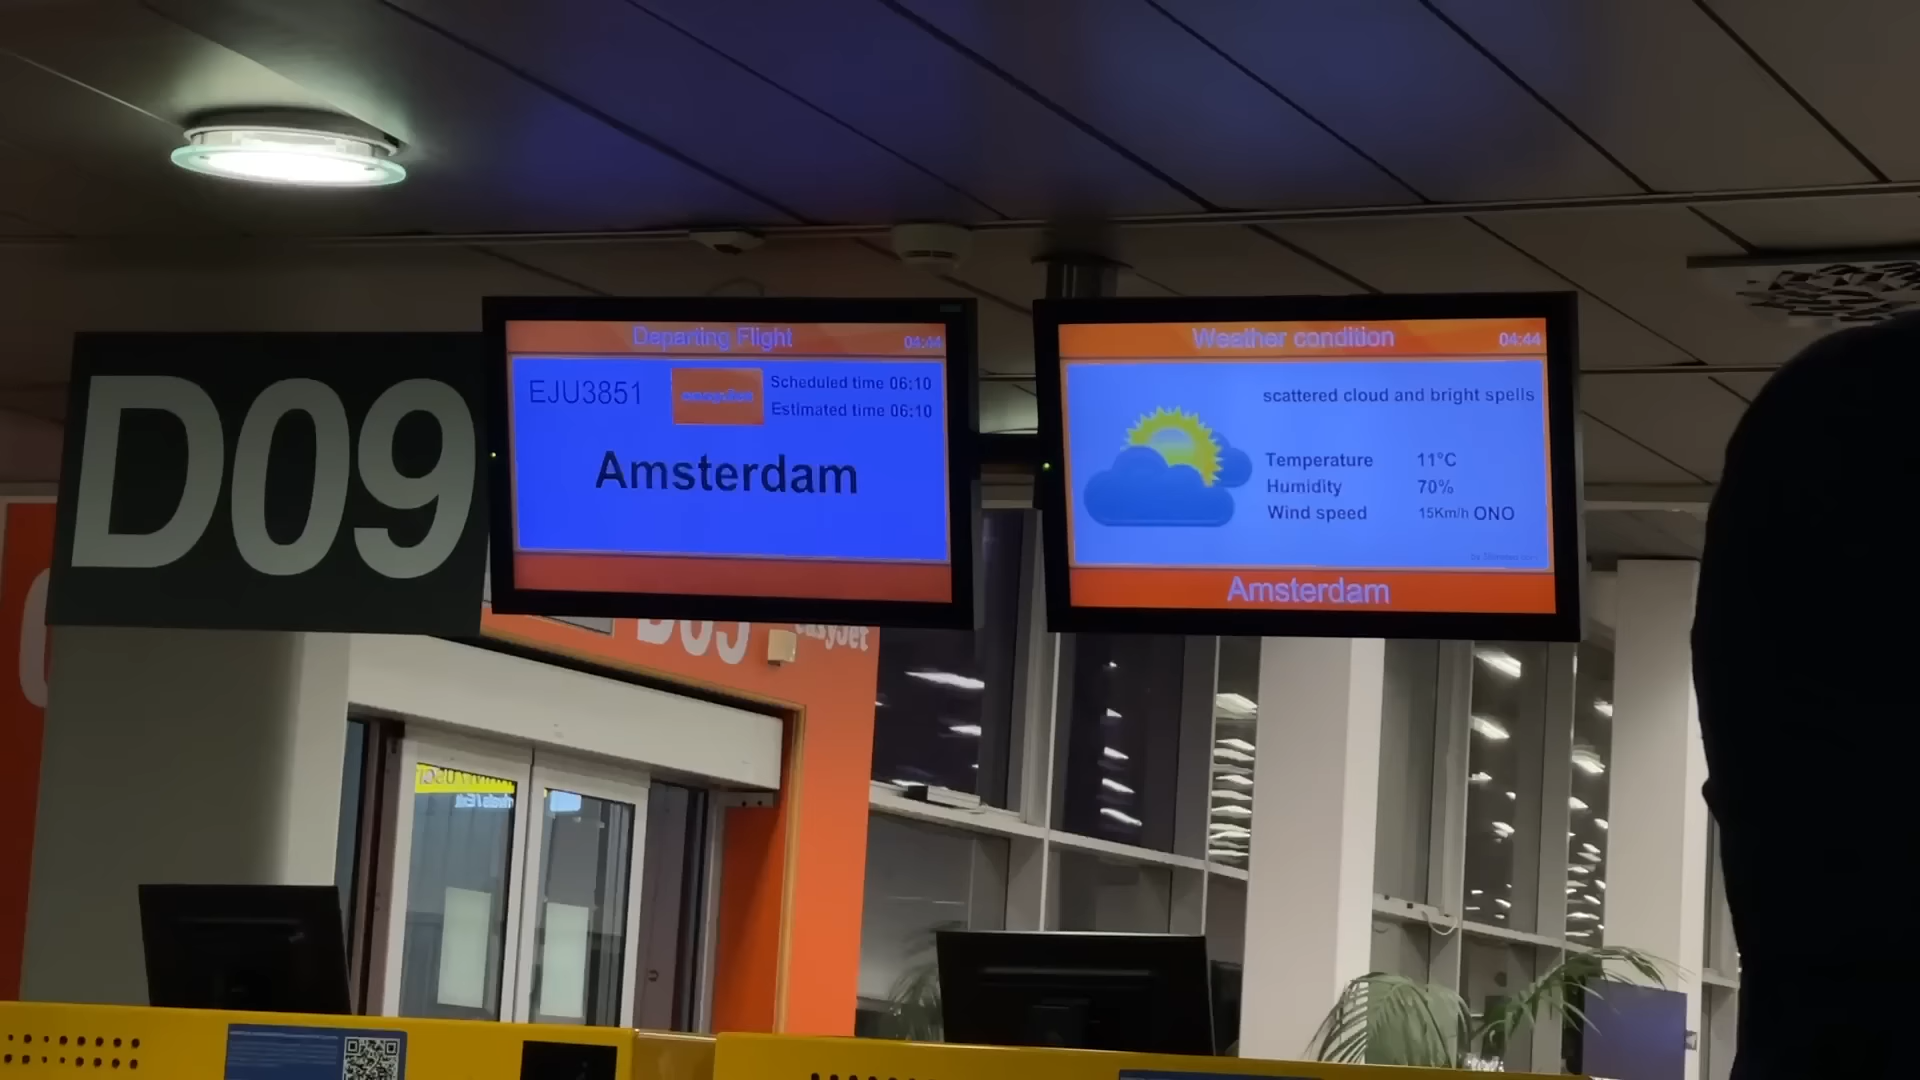 D09
Departing Flight 04:44
EJU3851
Scheduled time 06:10
Estimated time 06:10
Amsterdam
Weather condition 04:44
scattered cloud and bright spells
Temperature 11°C
Humidity 70%
Wind speed 15Km/h ONO
Amsterdam
easyJet